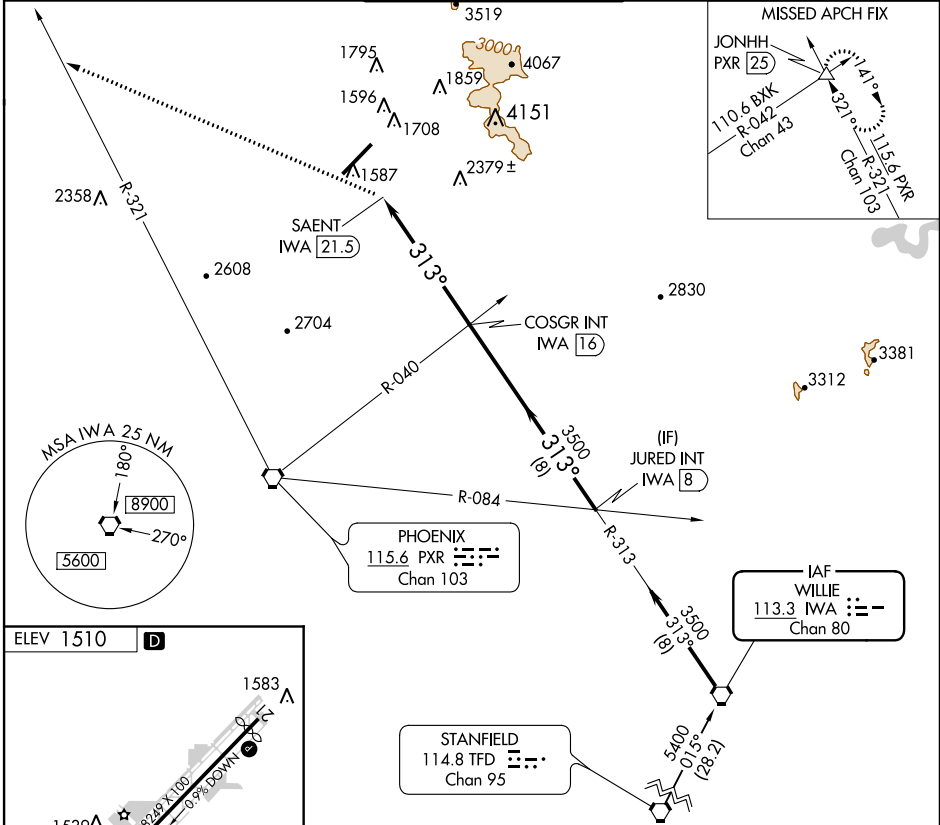 3519
3000
4067
1795
1859
1596
4151
1708
1587
2379 ±
2358
R-321
SAENT
IWA 21.5
313°
2608
2704
2830
COSGR INT
IWA 16
3381
3312
R-040
MISSED APCH FIX
JONHH
PXR 25
141°
321°
110.6 BXK
R-042
Chan 43
115.6 PXR
R-321
Chan 103
MSA IWA 25 NM
180°
8900
270°
5600
3500
313°
(8)
(IF)
JURED INT
IWA 8
R-084
R-313
PHOENIX
115.6 PXR
Chan 103
3500
313°
(8)
IAF
WILLIE
113.3 IWA
Chan 80
5400
015°
(28.2)
STANFIELD
114.8 TFD
Chan 95
ELEV 1510 D
1583
21
P
0.9% DOWN
8249 X 100